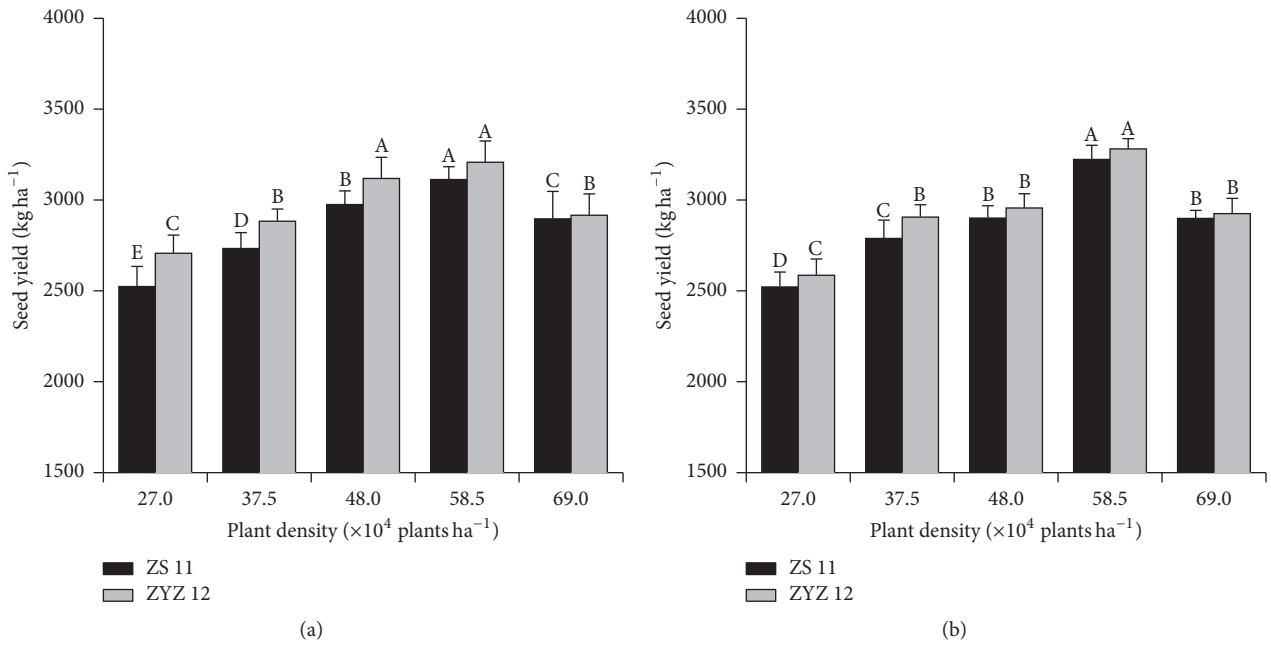 4000
3500
3000
2500
2000
1500
Seed yield (kg ha⁻¹)
E
C
D
B
B
A
A
A
C
B
27.0
37.5
48.0
58.5
69.0
Plant density (×10⁴ plants ha⁻¹)
ZS 11
ZYZ 12
(a)
4000
3500
3000
2500
2000
1500
Seed yield (kg ha⁻¹)
D
C
C
B
B
B
A
A
B
B
27.0
37.5
48.0
58.5
69.0
Plant density (×10⁴ plants ha⁻¹)
ZS 11
ZYZ 12
(b)